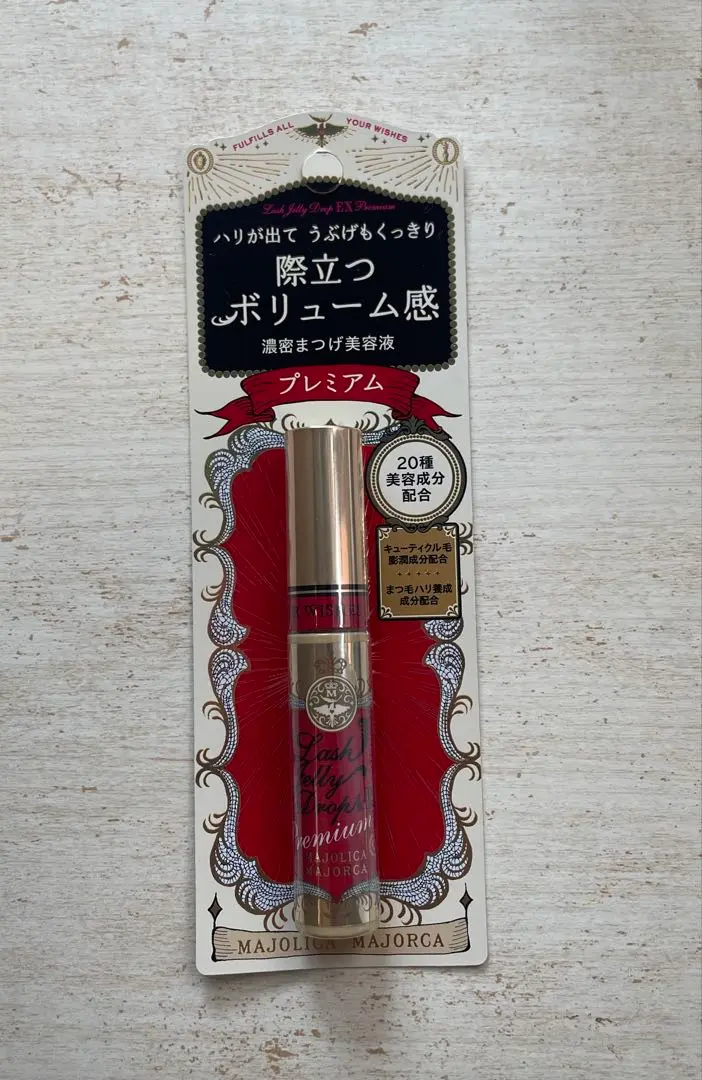 FULFILLS ALL YOUR WISHES
Lash Jelly Drop EX Premium
ハリが出て うぶげもくっきり
際立つ
ボリューム感
濃密まつげ美容液
プレミアム
20種
美容成分
配合
キューティクル毛
膨潤成分配合
まつ毛ハリ養成
成分配合
R WISHES
M
Lash
Jelly
Drop
Premium
MAJOLICA
MAJORCA
MAJOLICA MAJORCA